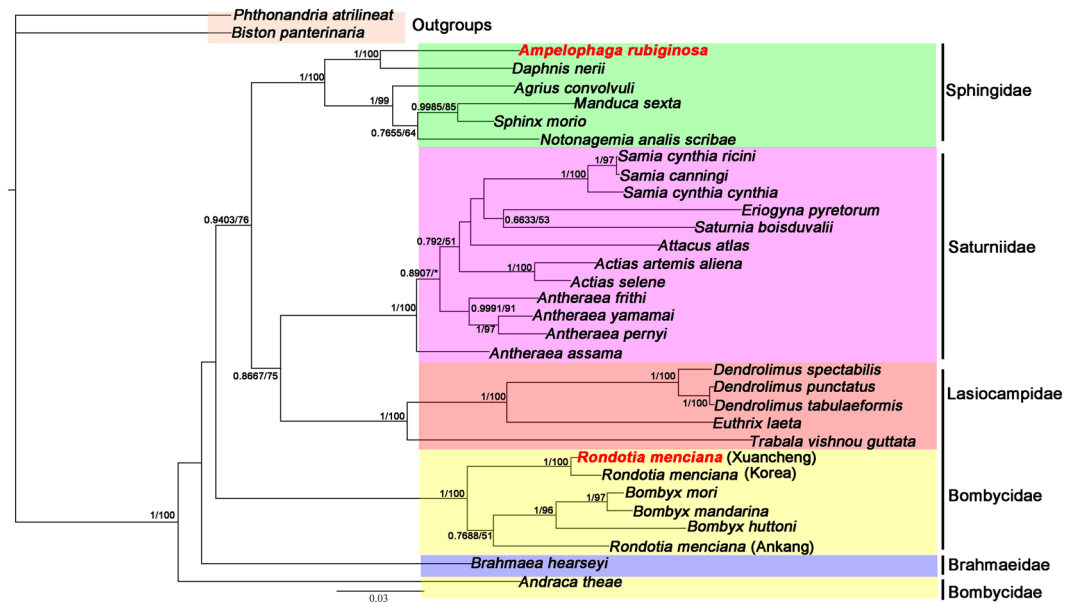 Phthonandria atrilineat
Biston panterinaria
Outgroups
1/100
Ampelophaga rubiginosa
Daphnis nerii
1/100
Agrius convolvuli
Sphingidae
1/99
0.9985/85
Manduca sexta
Sphinx morio
0.7655/64
Notonagemia analis scribae
1/97
Samia cynthia ricini
1/100
Samia canningi
Samia cynthia cynthia
Eriogyna pyretorum
0.9403/76
0.6633/53
Saturnia boisduvalii
0.792/51
Attacus atlas
Saturniidae
1/100
Actias artemis aliena
0.8907/*
Actias selene
Antheraea frithi
1/100
0.9991/91
Antheraea yamamai
1/97
Antheraea pernyi
Antheraea assama
0.8667/75
1/100
Dendrolimus spectabilis
Dendrolimus punctatus
Lasiocampidae
1/100
1/100
Dendrolimus tabulaeformis
1/100
Euthrix laeta
Trabala vishnou guttata
1/100
Rondotia menciana (Xuancheng)
Rondotia menciana (Korea)
1/100
1/97
Bombyx mori
Bombycidae
1/96
Bombyx mandarina
1/100
Bombyx huttoni
0.7688/51
Rondotia menciana (Ankang)
Brahmaea hearseyi
Brahmaeidae
Andraca theae
Bombycidae
0.03